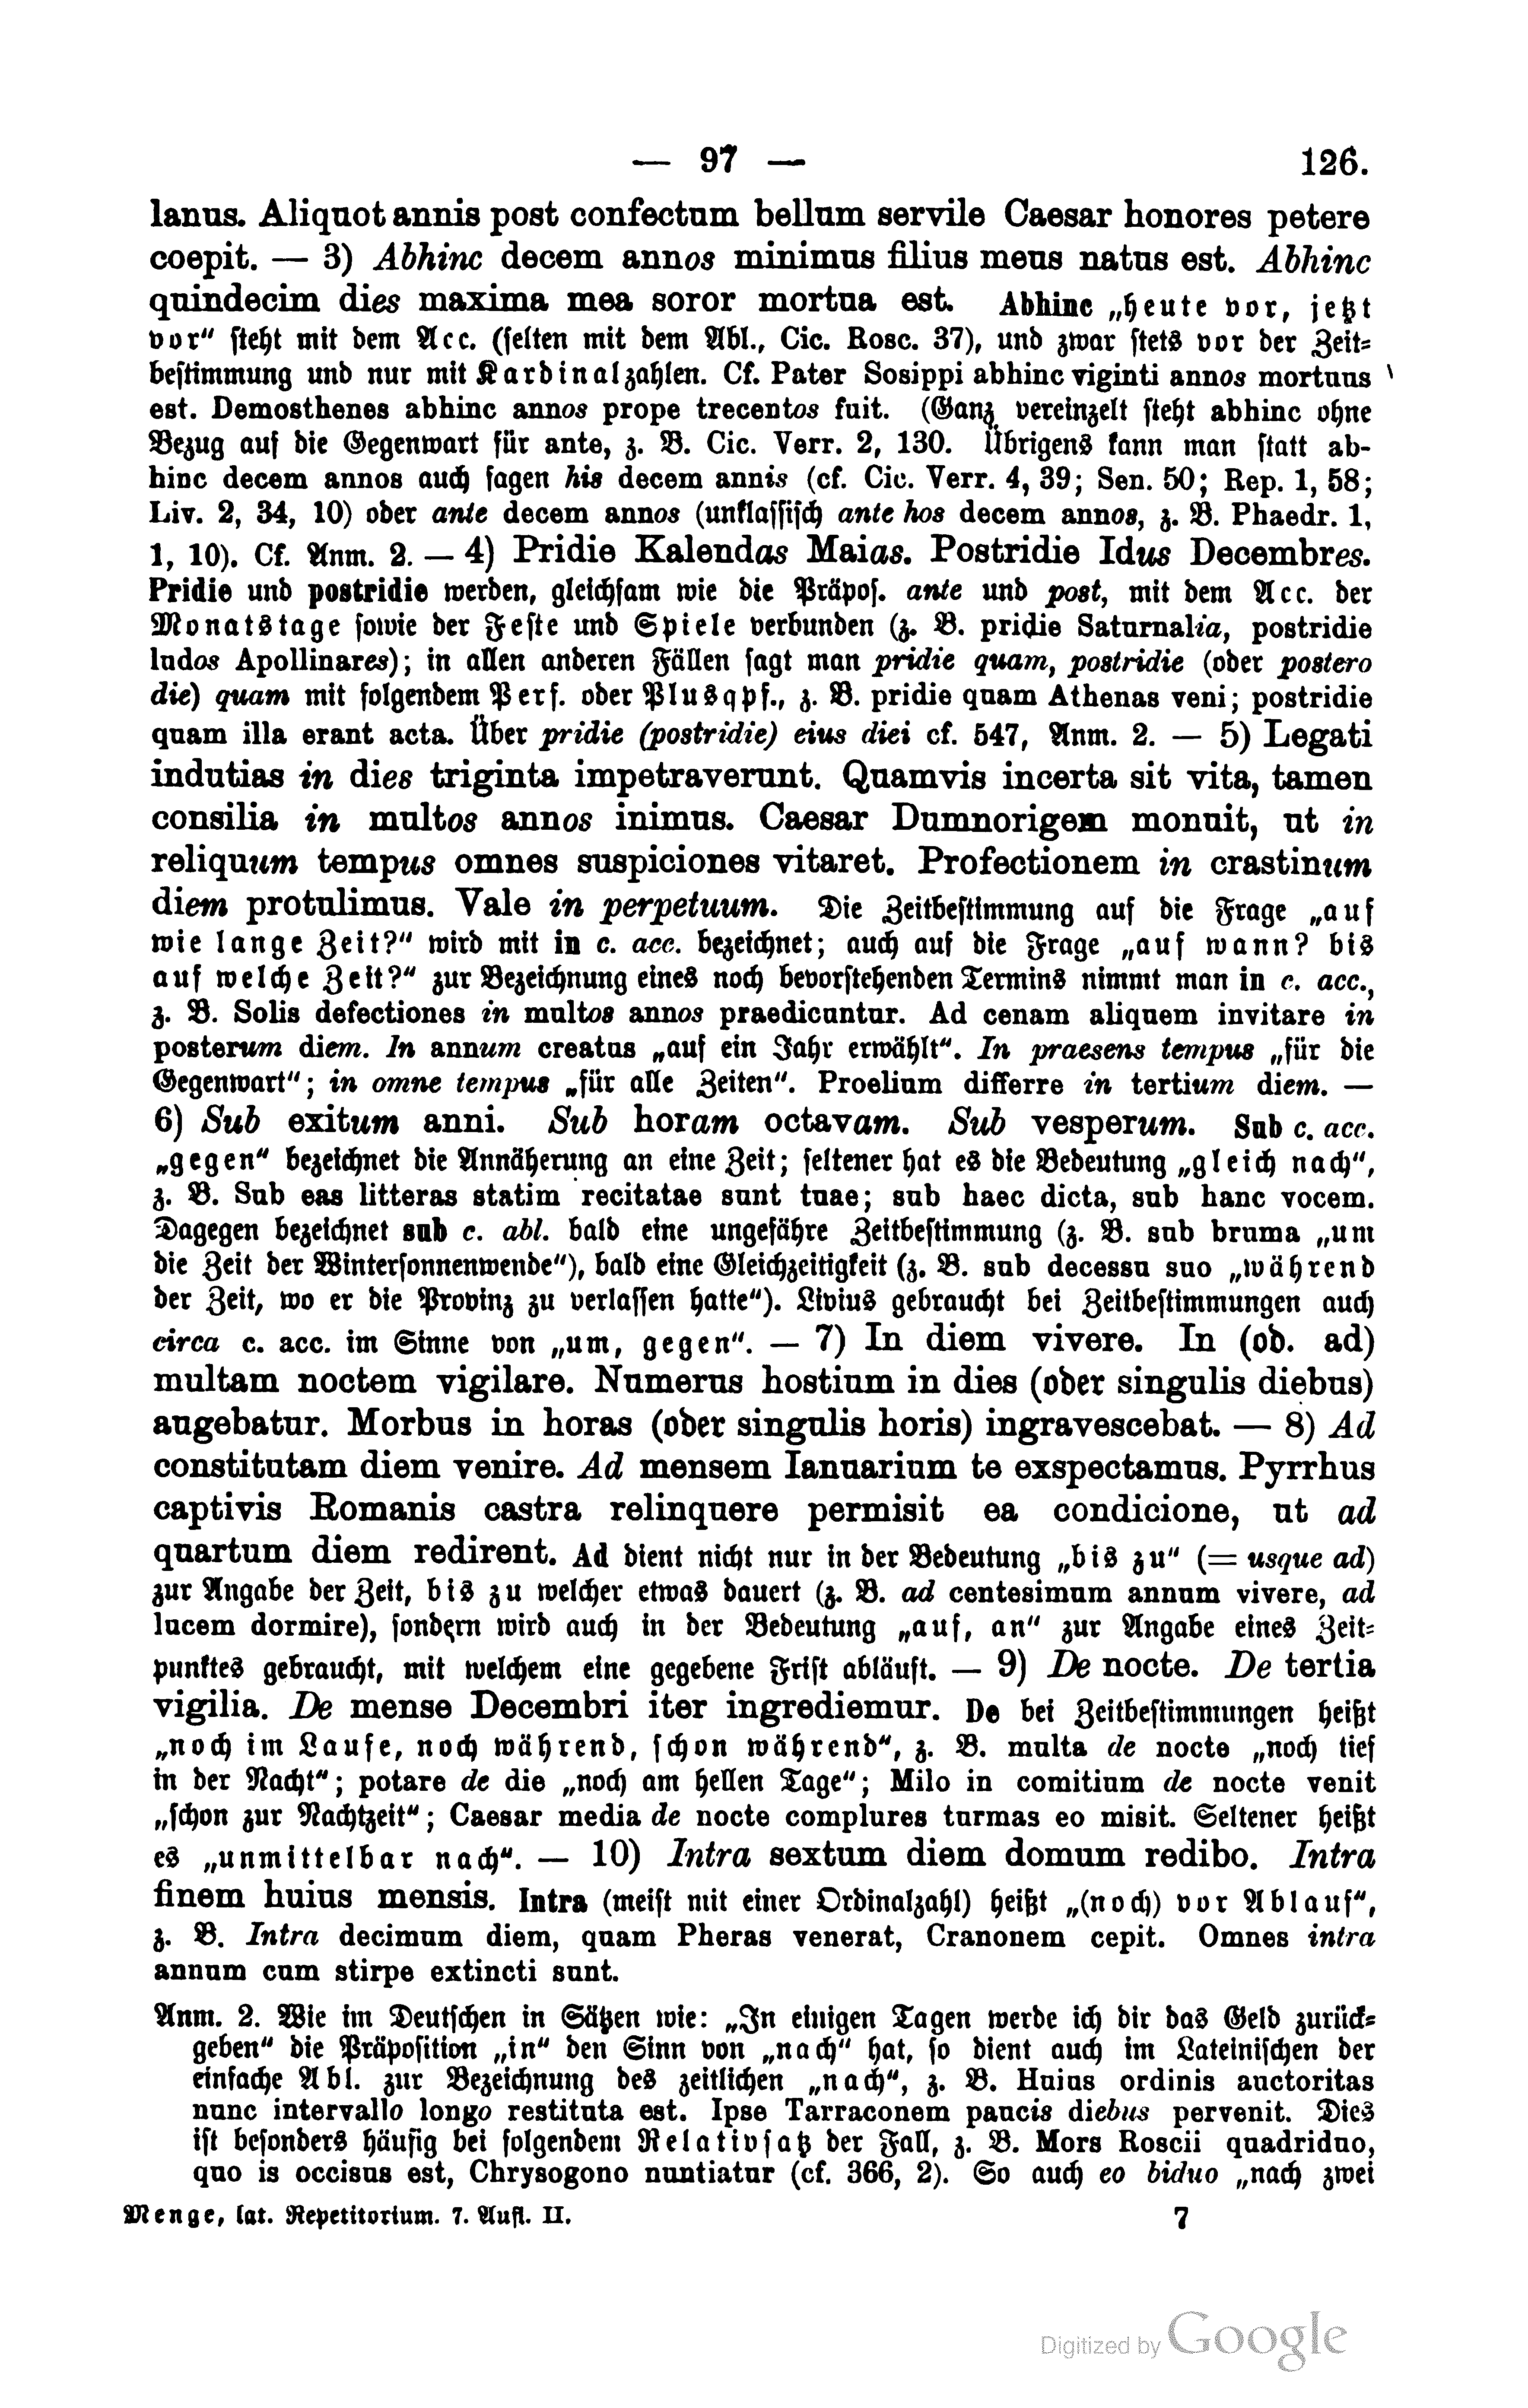 — 97 — 126.
lanus. Aliquot annis post confectum bellum servile Caesar honores petere
coepit. — 3) Abhinc decem annos minimus filius meus natus est. Abhinc
quindecim dies maxima mea soror mortua est. Abhinc „heute vor, jetzt
vor“ steht mit dem Acc. (selten mit dem Abl., Cic. Rosc. 37), und zwar stets vor der Zeit-
bestimmung und nur mit Kardinalzahlen. Cf. Pater Sosippi abhinc viginti annos mortuus
est. Demosthenes abhinc annos prope trecentos fuit. (Ganz vereinzelt steht abhinc ohne
Bezug auf die Gegenwart für ante, z. B. Cic. Verr. 2, 130. Übrigens kann man statt ab-
hinc decem annos auch sagen his decem annis (cf. Cic. Verr. 4, 39; Sen. 50; Rep. 1, 58;
Liv. 2, 34, 10) oder ante decem annos (unklassisch ante hos decem annos, z. B. Phaedr. 1,
1, 10). Cf. Anm. 2. — 4) Pridie Kalendas Maias. Postridie Idus Decembres.
Pridie und postridie werden, gleichsam wie die Präpos. ante und post, mit dem Acc. der
Monatstage sowie der Feste und Spiele verbunden (z. B. pridie Saturnalia, postridie
ludos Apollinares); in allen anderen Fällen sagt man pridie quam, postridie (oder postero
die) quam mit folgendem Perf. oder Plusqpf., z. B. pridie quam Athenas veni; postridie
quam illa erant acta. Über pridie (postridie) eius diei cf. 547, Anm. 2. — 5) Legati
indutias in dies triginta impetraverunt. Quamvis incerta sit vita, tamen
consilia in multos annos inimus. Caesar Dumnorigem monuit, ut in
reliquum tempus omnes suspiciones vitaret. Profectionem in crastinum
diem protulimus. Vale in perpetuum. Die Zeitbestimmung auf die Frage „auf
wie lange Zeit?“ wird mit in c. acc. bezeichnet; auch auf die Frage „auf wann? bis
auf welche Zeit?“ zur Bezeichnung eines noch bevorstehenden Termins nimmt man in c. acc.,
z. B. Solis defectiones in multos annos praedicuntur. Ad cenam aliquem invitare in
posterum diem. In annum creatus „auf ein Jahr erwählt“. In praesens tempus „für die
Gegenwart“; in omne tempus „für alle Zeiten“. Proelium differre in tertium diem. —
6) Sub exitum anni. Sub horam octavam. Sub vesperum. Sub c. acc.
„gegen“ bezeichnet die Annäherung an eine Zeit; seltener hat es die Bedeutung „gleich nach“,
z. B. Sub eas litteras statim recitatae sunt tuae; sub haec dicta, sub hanc vocem.
Dagegen bezeichnet sub c. abl. bald eine ungefähre Zeitbestimmung (z. B. sub bruma „um
die Zeit der Wintersonnenwende“), bald eine Gleichzeitigkeit (z. B. sub decessu suo „während
der Zeit, wo er die Provinz zu verlassen hatte“). Livius gebraucht bei Zeitbestimmungen auch
circa c. acc. im Sinne von „um, gegen“. — 7) In diem vivere. In (od. ad)
multam noctem vigilare. Numerus hostium in dies (oder singulis diebus)
augebatur. Morbus in horas (oder singulis horis) ingravescebat. — 8) Ad
constitutam diem venire. Ad mensem Ianuarium te exspectamus. Pyrrhus
captivis Romanis castra relinquere permisit ea condicione, ut ad
quartum diem redirent. Ad dient nicht nur in der Bedeutung „bis zu“ (= usque ad)
zur Angabe der Zeit, bis zu welcher etwas dauert (z. B. ad centesimum annum vivere, ad
lucem dormire), sondern wird auch in der Bedeutung „auf, an“ zur Angabe eines Zeit-
punktes gebraucht, mit welchem eine gegebene Frist abläuft. — 9) De nocte. De tertia
vigilia. De mense Decembri iter ingrediemur. De bei Zeitbestimmungen heißt
„noch im Laufe, noch während, schon während“, z. B. multa de nocte „noch tief
in der Nacht“; potare de die „noch am hellen Tage“; Milo in comitium de nocte venit
„schon zur Nachtzeit“; Caesar media de nocte complures turmas eo misit. Seltener heißt
es „unmittelbar nach“. — 10) Intra sextum diem domum redibo. Intra
finem huius mensis. Intra (meist mit einer Ordinalzahl) heißt „(noch) vor Ablauf“,
z. B. Intra decimum diem, quam Pheras venerat, Cranonem cepit. Omnes intra
annum cum stirpe extincti sunt.
Anm. 2. Wie im Deutschen in Sätzen wie: „In einigen Tagen werde ich dir das Geld zurück-
geben“ die Präposition „in“ den Sinn von „nach“ hat, so dient auch im Lateinischen der
einfache Abl. zur Bezeichnung des zeitlichen „nach“, z. B. Huius ordinis auctoritas
nunc intervallo longo restituta est. Ipse Tarraconem paucis diebus pervenit. Dies
ist besonders häufig bei folgendem Relativsatz der Fall, z. B. Mors Roscii quadriduo,
quo is occisus est, Chrysogono nuntiatur (cf. 366, 2). So auch eo biduo „nach zwei
Menge, lat. Repetitorium. 7. Aufl. II. 7
Digitized by Google